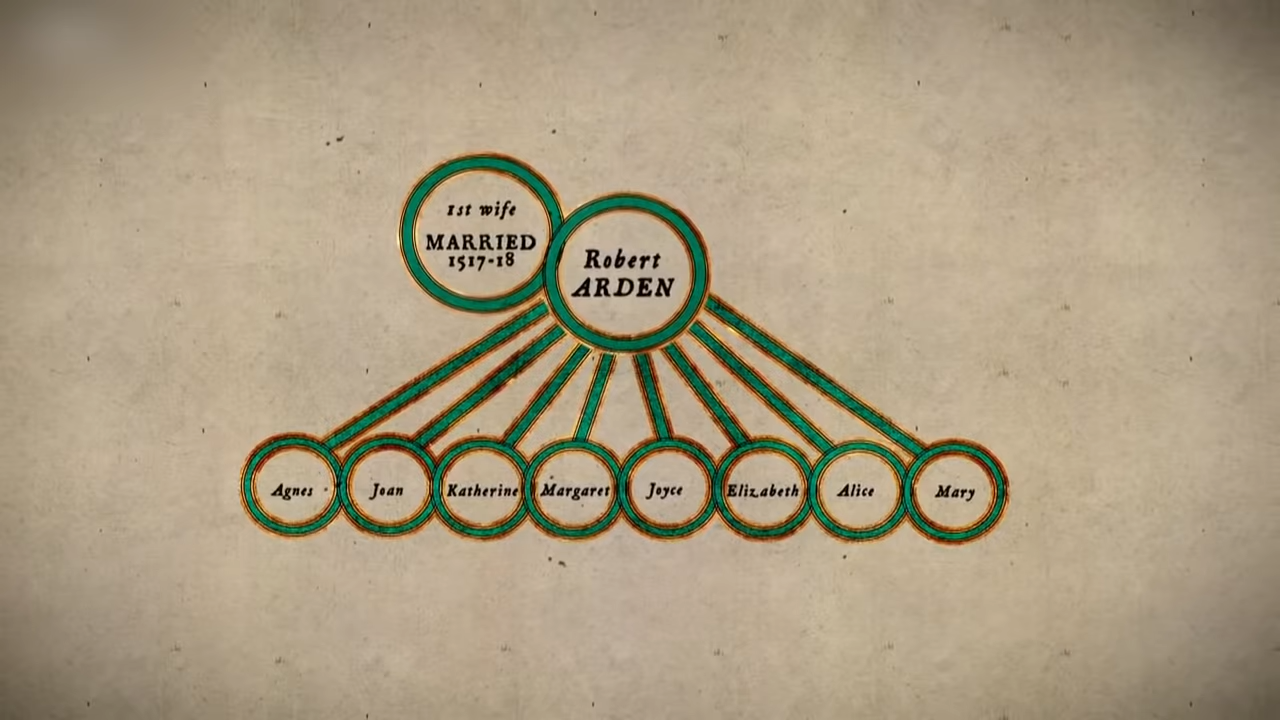 1st wife
MARRIED
1517-18
Robert
ARDEN
Agnes
Joan
Katherine
Margaret
Joyce
Elizabeth
Alice
Mary